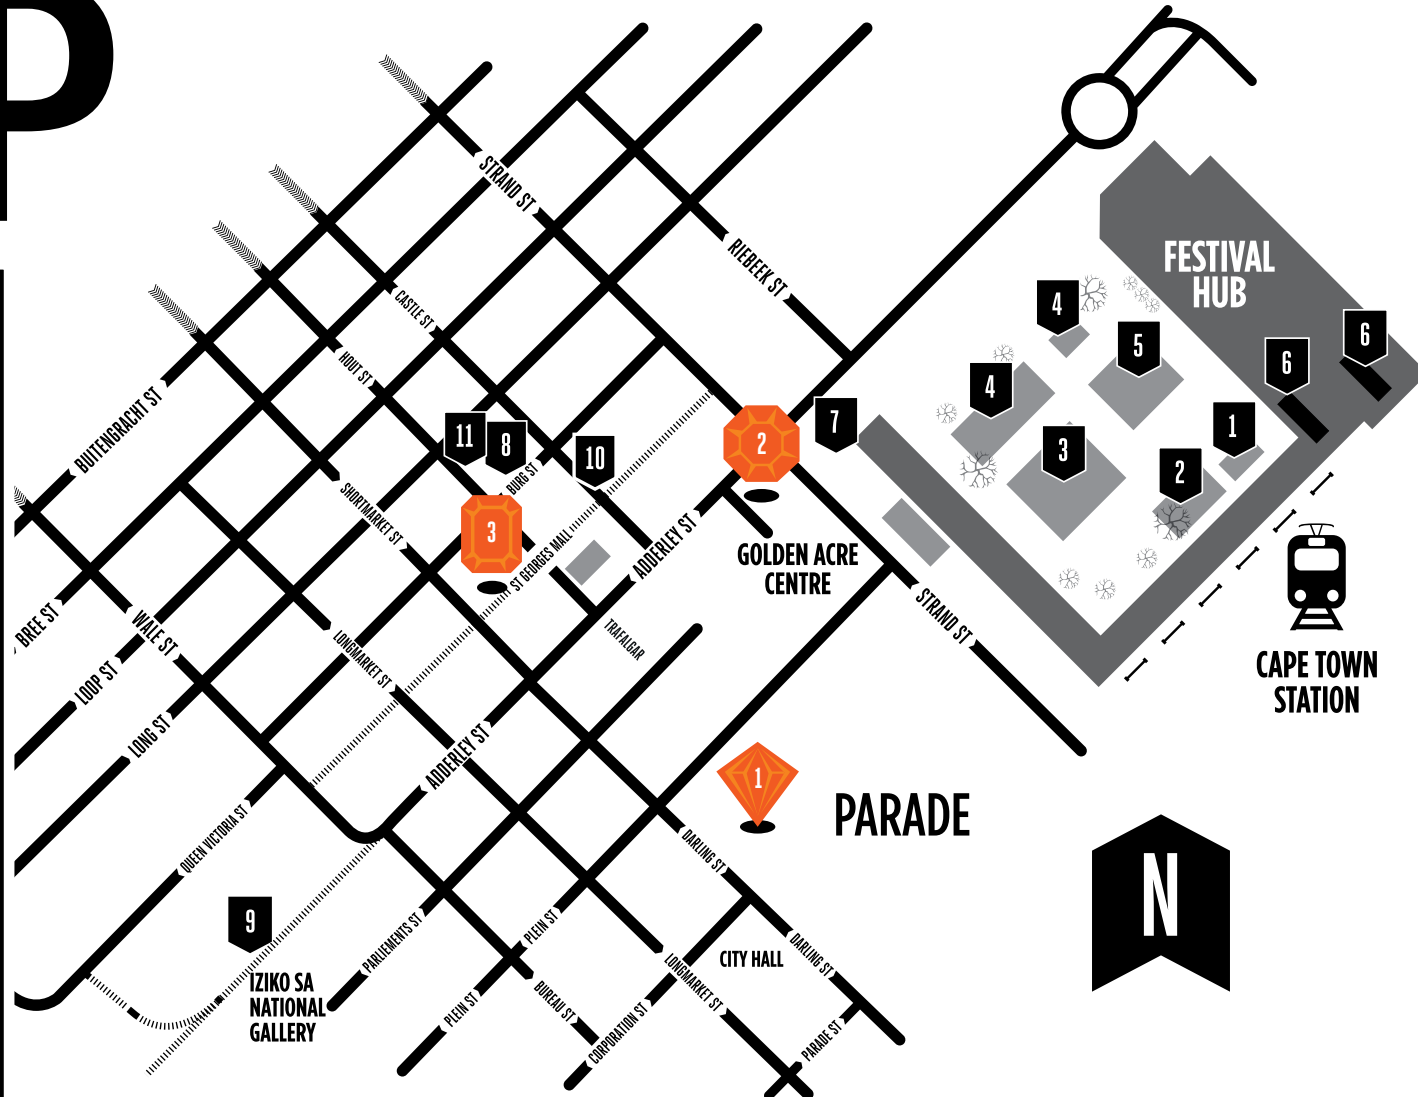 P
STRAND ST
RIEBEEK ST
FESTIVAL
HUB
4
6
5
6
4
CASTLE ST
HOUT ST
BUITENGRACHT ST
11
8
10
2
7
3
1
2
BURG ST
SHORTMARKET ST
3
ST GEORGES MALL
ADDERLEY ST
GOLDEN ACRE
CENTRE
STRAND ST
TRAFALGAR
CAPE TOWN
STATION
BREE ST
WALE ST
LONGMARKET ST
LOOP ST
LONG ST
ADDERLEY ST
1
PARADE
QUEEN VICTORIA ST
DARLING ST
N
9
PARLIEMENTS ST
PLEIN ST
CITY HALL
DARLING ST
IZIKO SA
NATIONAL
GALLERY
LONGMARKET ST
PLEIN ST
BUREAU ST
CORPORATION ST
PARADE ST